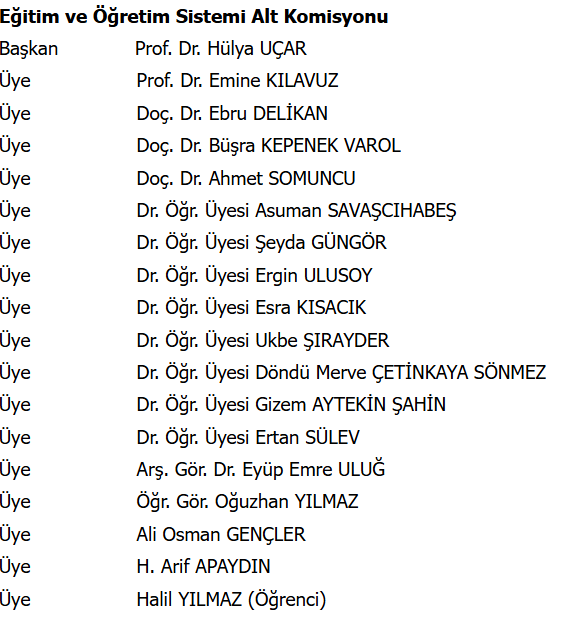 Eğitim ve Öğretim Sistemi Alt Komisyonu
Başkan Prof. Dr. Hülya UÇAR
Üye Prof. Dr. Emine KILAVUZ
Üye Doç. Dr. Ebru DELİKAN
Üye Doç. Dr. Büşra KEPENEK VAROL
Üye Doç. Dr. Ahmet SOMUNCU
Üye Dr. Öğr. Üyesi Asuman SAVAŞCIHABEŞ
Üye Dr. Öğr. Üyesi Şeyda GÜNGÖR
Üye Dr. Öğr. Üyesi Ergin ULUSOY
Üye Dr. Öğr. Üyesi Esra KISACIK
Üye Dr. Öğr. Üyesi Ukbe ŞIRAYDER
Üye Dr. Öğr. Üyesi Döndü Merve ÇETİNKAYA SÖNMEZ
Üye Dr. Öğr. Üyesi Gizem AYTEKİN ŞAHİN
Üye Dr. Öğr. Üyesi Ertan SÜLEV
Üye Arş. Gör. Dr. Eyüp Emre ULUĞ
Üye Öğr. Gör. Oğuzhan YILMAZ
Üye Ali Osman GENÇLER
Üye H. Arif APAYDIN
Üye Halil YILMAZ (Öğrenci)